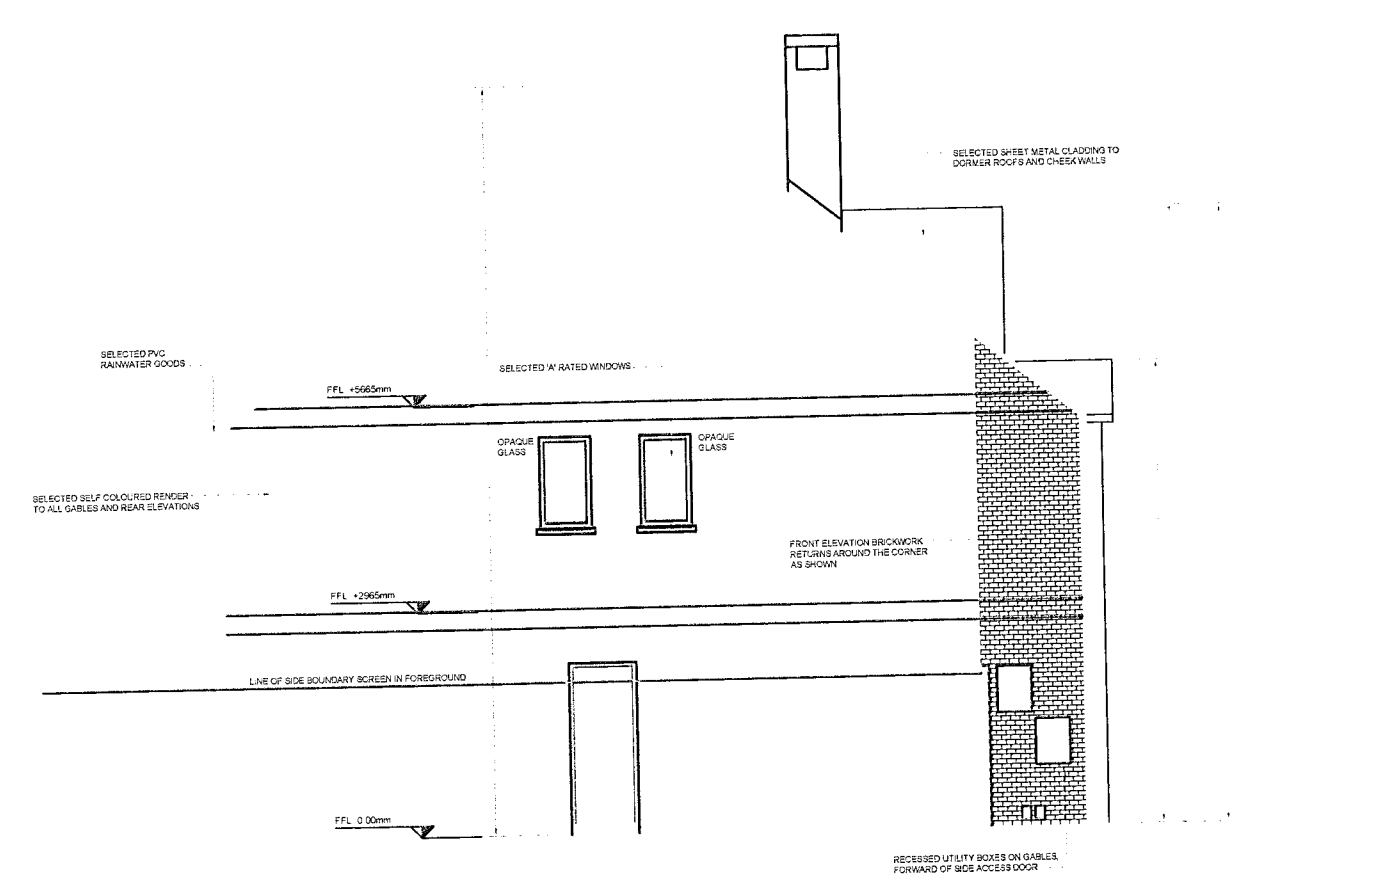 SELECTED SHEET METAL CLADDING TO
DORMER ROOFS AND CHEEK WALLS
SELECTED PVC
RAINWATER GOODS
SELECTED 'A' RATED WINDOWS
FFL +5665mm
OPAQUE
GLASS
OPAQUE
GLASS
SELECTED SELF COLOURED RENDER
TO ALL GABLES AND REAR ELEVATIONS
FRONT ELEVATION BRICKWORK
RETURNS AROUND THE CORNER
AS SHOWN
FFL +2965mm
LINE OF SIDE BOUNDARY SCREEN IN FOREGROUND
FFL 0.00mm
RECESSED UTILITY BOXES ON GABLES,
FORWARD OF SIDE ACCESS DOOR